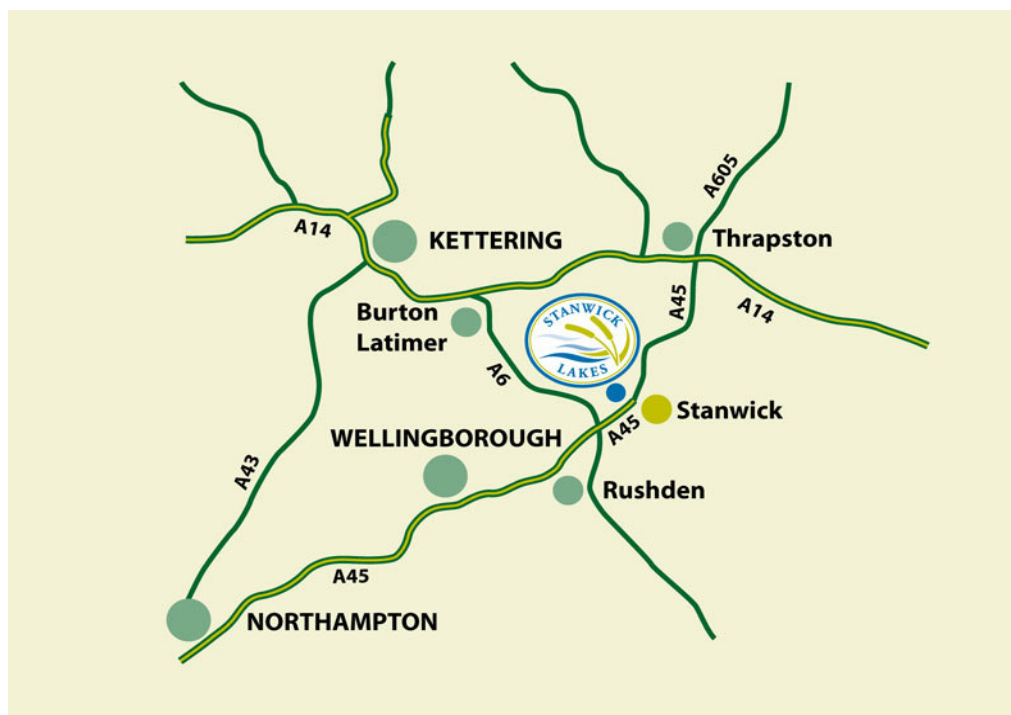 A605
A14
KETTERING
Thrapston
A45
A14
Burton
Latimer
STANWICK
LAKES
A6
Stanwick
A45
WELLINGBOROUGH
A43
Rushden
A45
NORTHAMPTON